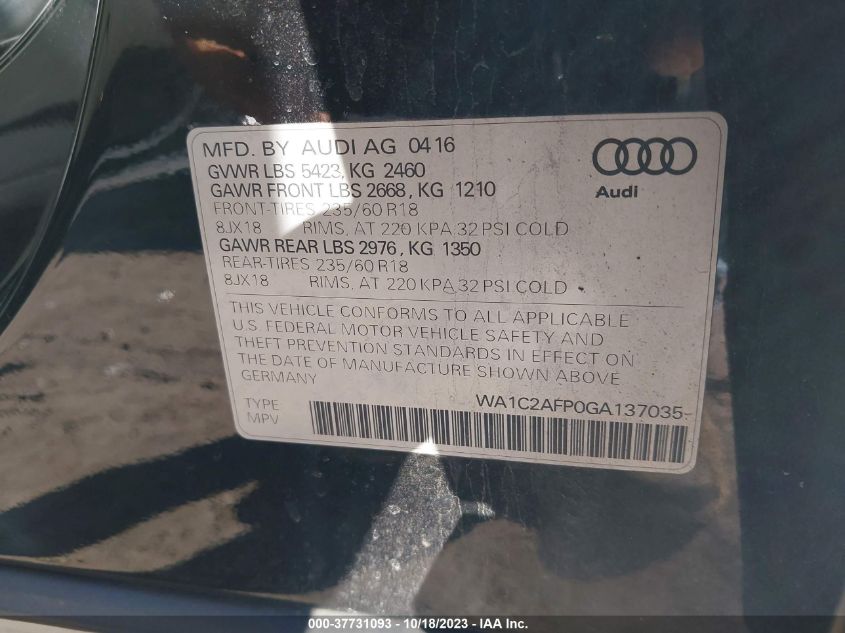 MFD. BY AUDI AG 0416
GVWR LBS 5423, KG 2460
GAWR FRONT LBS 2668, KG 1210
FRONT-TIRES 235/60 R18
8JX18 RIMS, AT 220 KPA 32 PSI COLD
GAWR REAR LBS 2976, KG 1350
REAR-TIRES 235/60 R18
8JX18 RIMS, AT 220 KPA 32 PSI COLD
Audi
THIS VEHICLE CONFORMS TO ALL APPLICABLE
U.S. FEDERAL MOTOR VEHICLE SAFETY AND
THEFT PREVENTION STANDARDS IN EFFECT ON
THE DATE OF MANUFACTURE SHOWN ABOVE
GERMANY
TYPE WA1C2AFP0GA137035
MPV
000-37731093 - 10/18/2023 - IAA Inc.